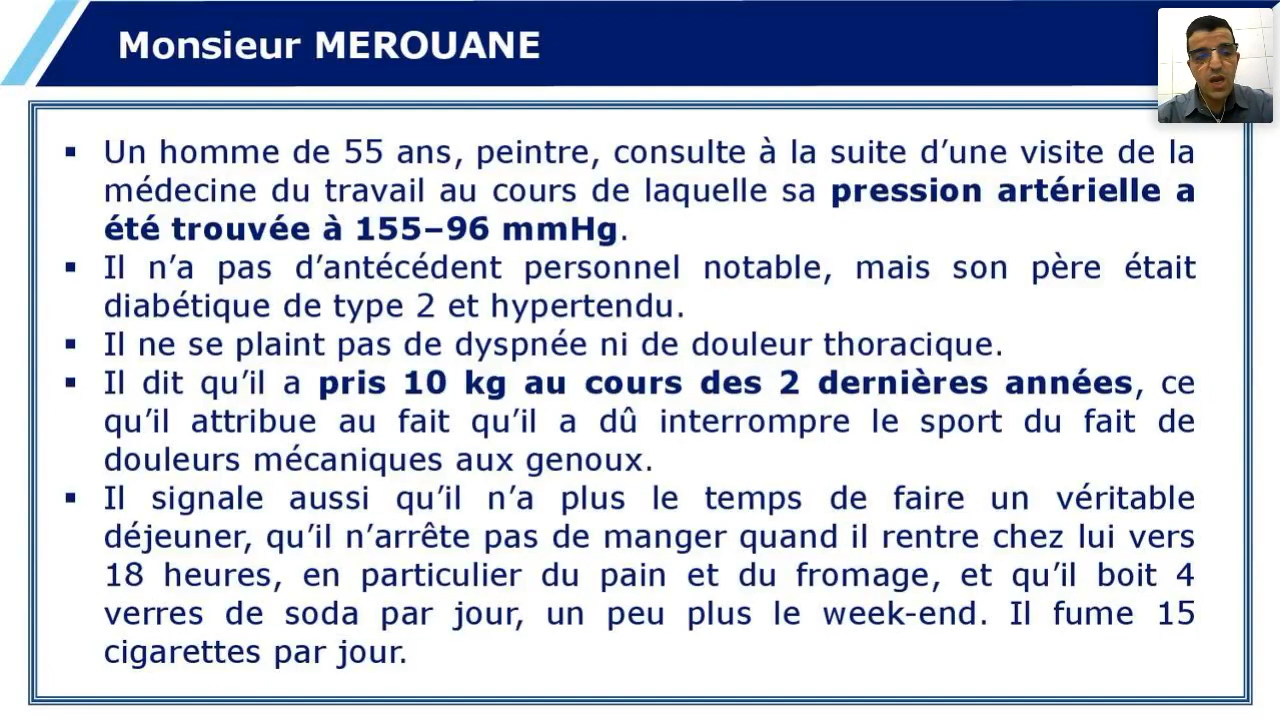 Monsieur MEROUANE
▪ Un homme de 55 ans, peintre, consulte à la suite d’une visite de la
médecine du travail au cours de laquelle sa pression artérielle a
été trouvée à 155–96 mmHg.
▪ Il n’a pas d’antécédent personnel notable, mais son père était
diabétique de type 2 et hypertendu.
▪ Il ne se plaint pas de dyspnée ni de douleur thoracique.
▪ Il dit qu’il a pris 10 kg au cours des 2 dernières années, ce
qu’il attribue au fait qu’il a dû interrompre le sport du fait de
douleurs mécaniques aux genoux.
▪ Il signale aussi qu’il n’a plus le temps de faire un véritable
déjeuner, qu’il n’arrête pas de manger quand il rentre chez lui vers
18 heures, en particulier du pain et du fromage, et qu’il boit 4
verres de soda par jour, un peu plus le week-end. Il fume 15
cigarettes par jour.